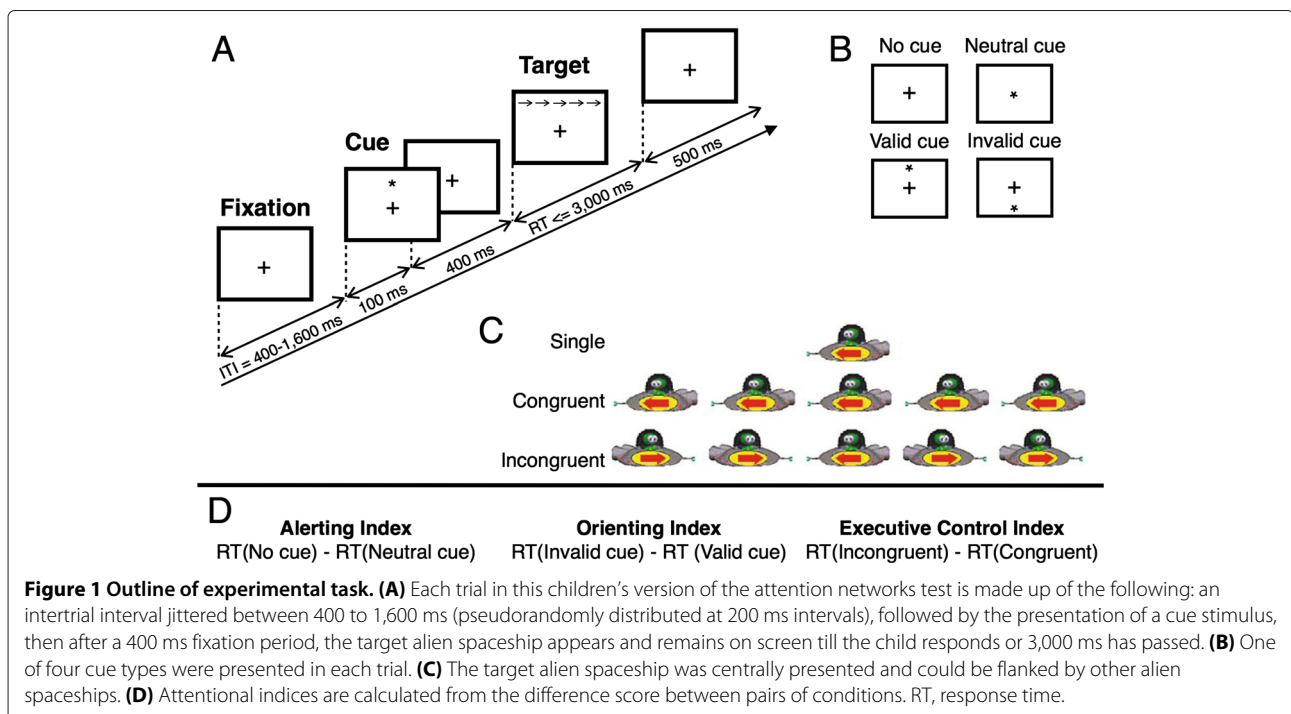 A
Fixation
+
Cue
*
+
+
Target
→→→→→
+
+
ITI = 400-1,600 ms
100 ms
400 ms
RT <= 3,000 ms
500 ms
B
No cue Neutral cue
+ *
Valid cue Invalid cue
* +
+ *
C
Single
Congruent
Incongruent
D
Alerting Index Orienting Index Executive Control Index
RT(No cue) - RT(Neutral cue) RT(Invalid cue) - RT (Valid cue) RT(Incongruent) - RT(Congruent)
Figure 1 Outline of experimental task. (A) Each trial in this children’s version of the attention networks test is made up of the following: an
intertrial interval jittered between 400 to 1,600 ms (pseudorandomly distributed at 200 ms intervals), followed by the presentation of a cue stimulus,
then after a 400 ms fixation period, the target alien spaceship appears and remains on screen till the child responds or 3,000 ms has passed. (B) One
of four cue types were presented in each trial. (C) The target alien spaceship was centrally presented and could be flanked by other alien
spaceships. (D) Attentional indices are calculated from the difference score between pairs of conditions. RT, response time.